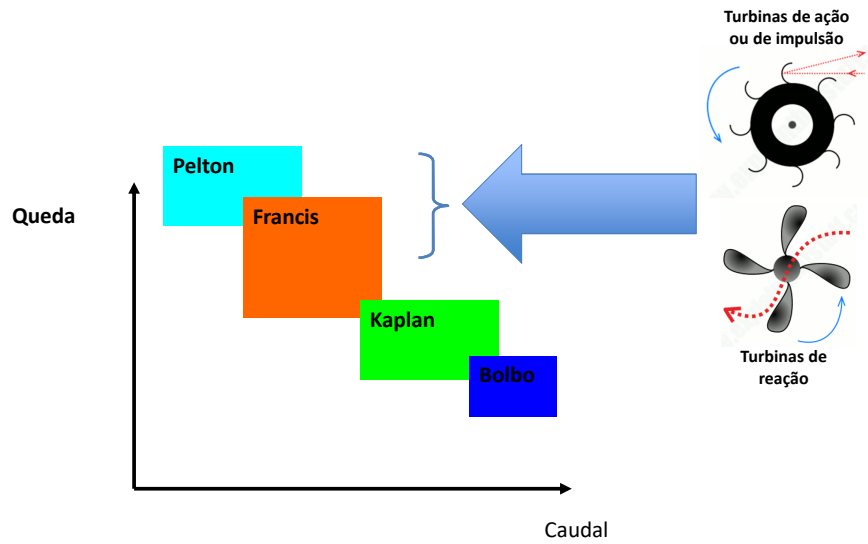 Turbinas de ação
ou de impulsão
Pelton
Queda
Francis
Kaplan
Bolbo
Turbinas de
reação
Caudal